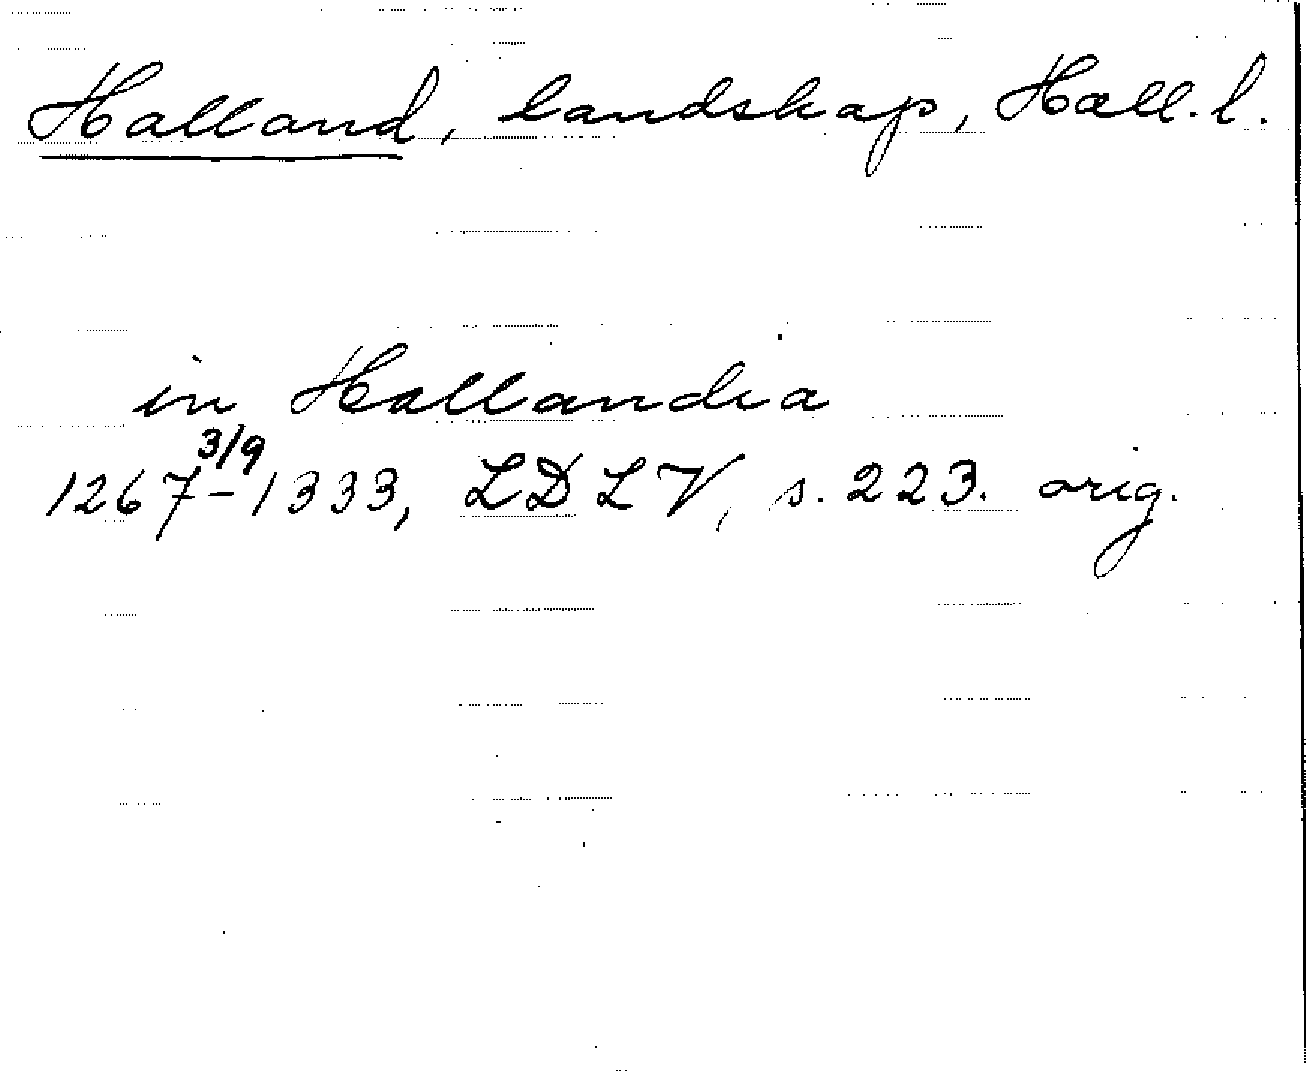 Halland, landskap, Hall. l.
in Hallandia
1267 3/9 - 1333, LDLV, s. 223. orig.